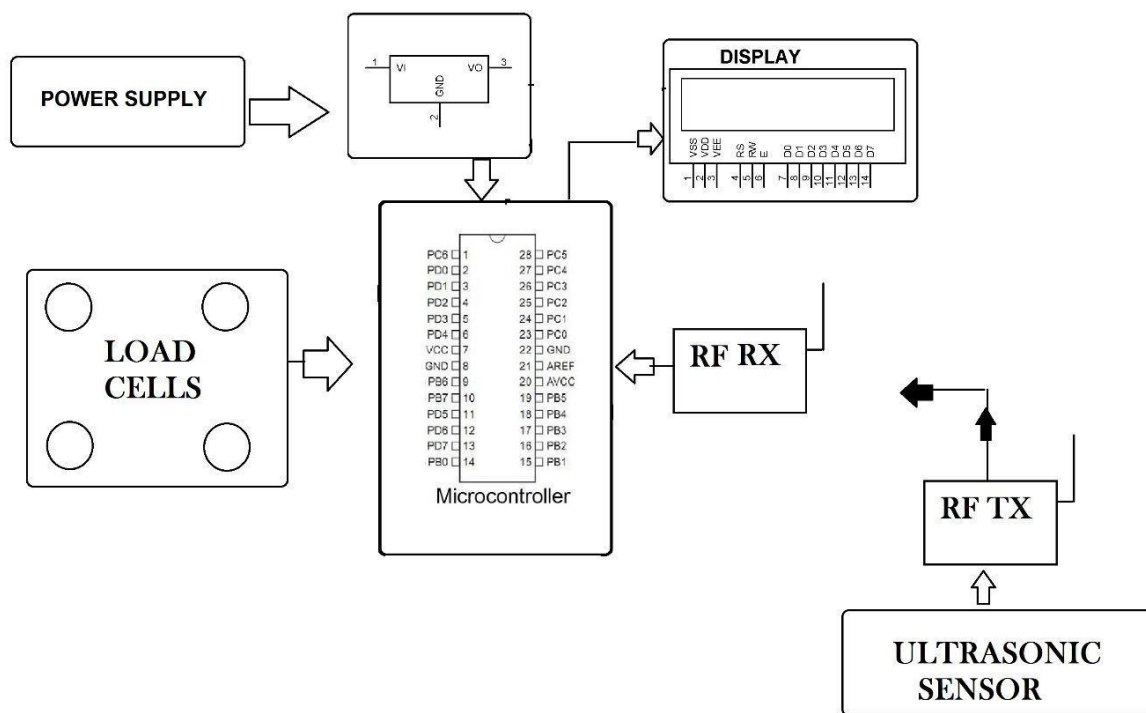 POWER SUPPLY
1 VI VO 3
GND
2
DISPLAY
VSS VDD VEE RS RW E D0 D1 D2 D3 D4 D5 D6 D7
1 2 3 4 5 6 7 8 9 10 11 12 13 14
LOAD
CELLS
PC6 1 28 PC5
PD0 2 27 PC4
PD1 3 26 PC3
PD2 4 25 PC2
PD3 5 24 PC1
PD4 6 23 PC0
VCC 7 22 GND
GND 8 21 AREF
PB6 9 20 AVCC
PB7 10 19 PB5
PD5 11 18 PB4
PD6 12 17 PB3
PD7 13 16 PB2
PB0 14 15 PB1
Microcontroller
RF RX
RF TX
ULTRASONIC
SENSOR